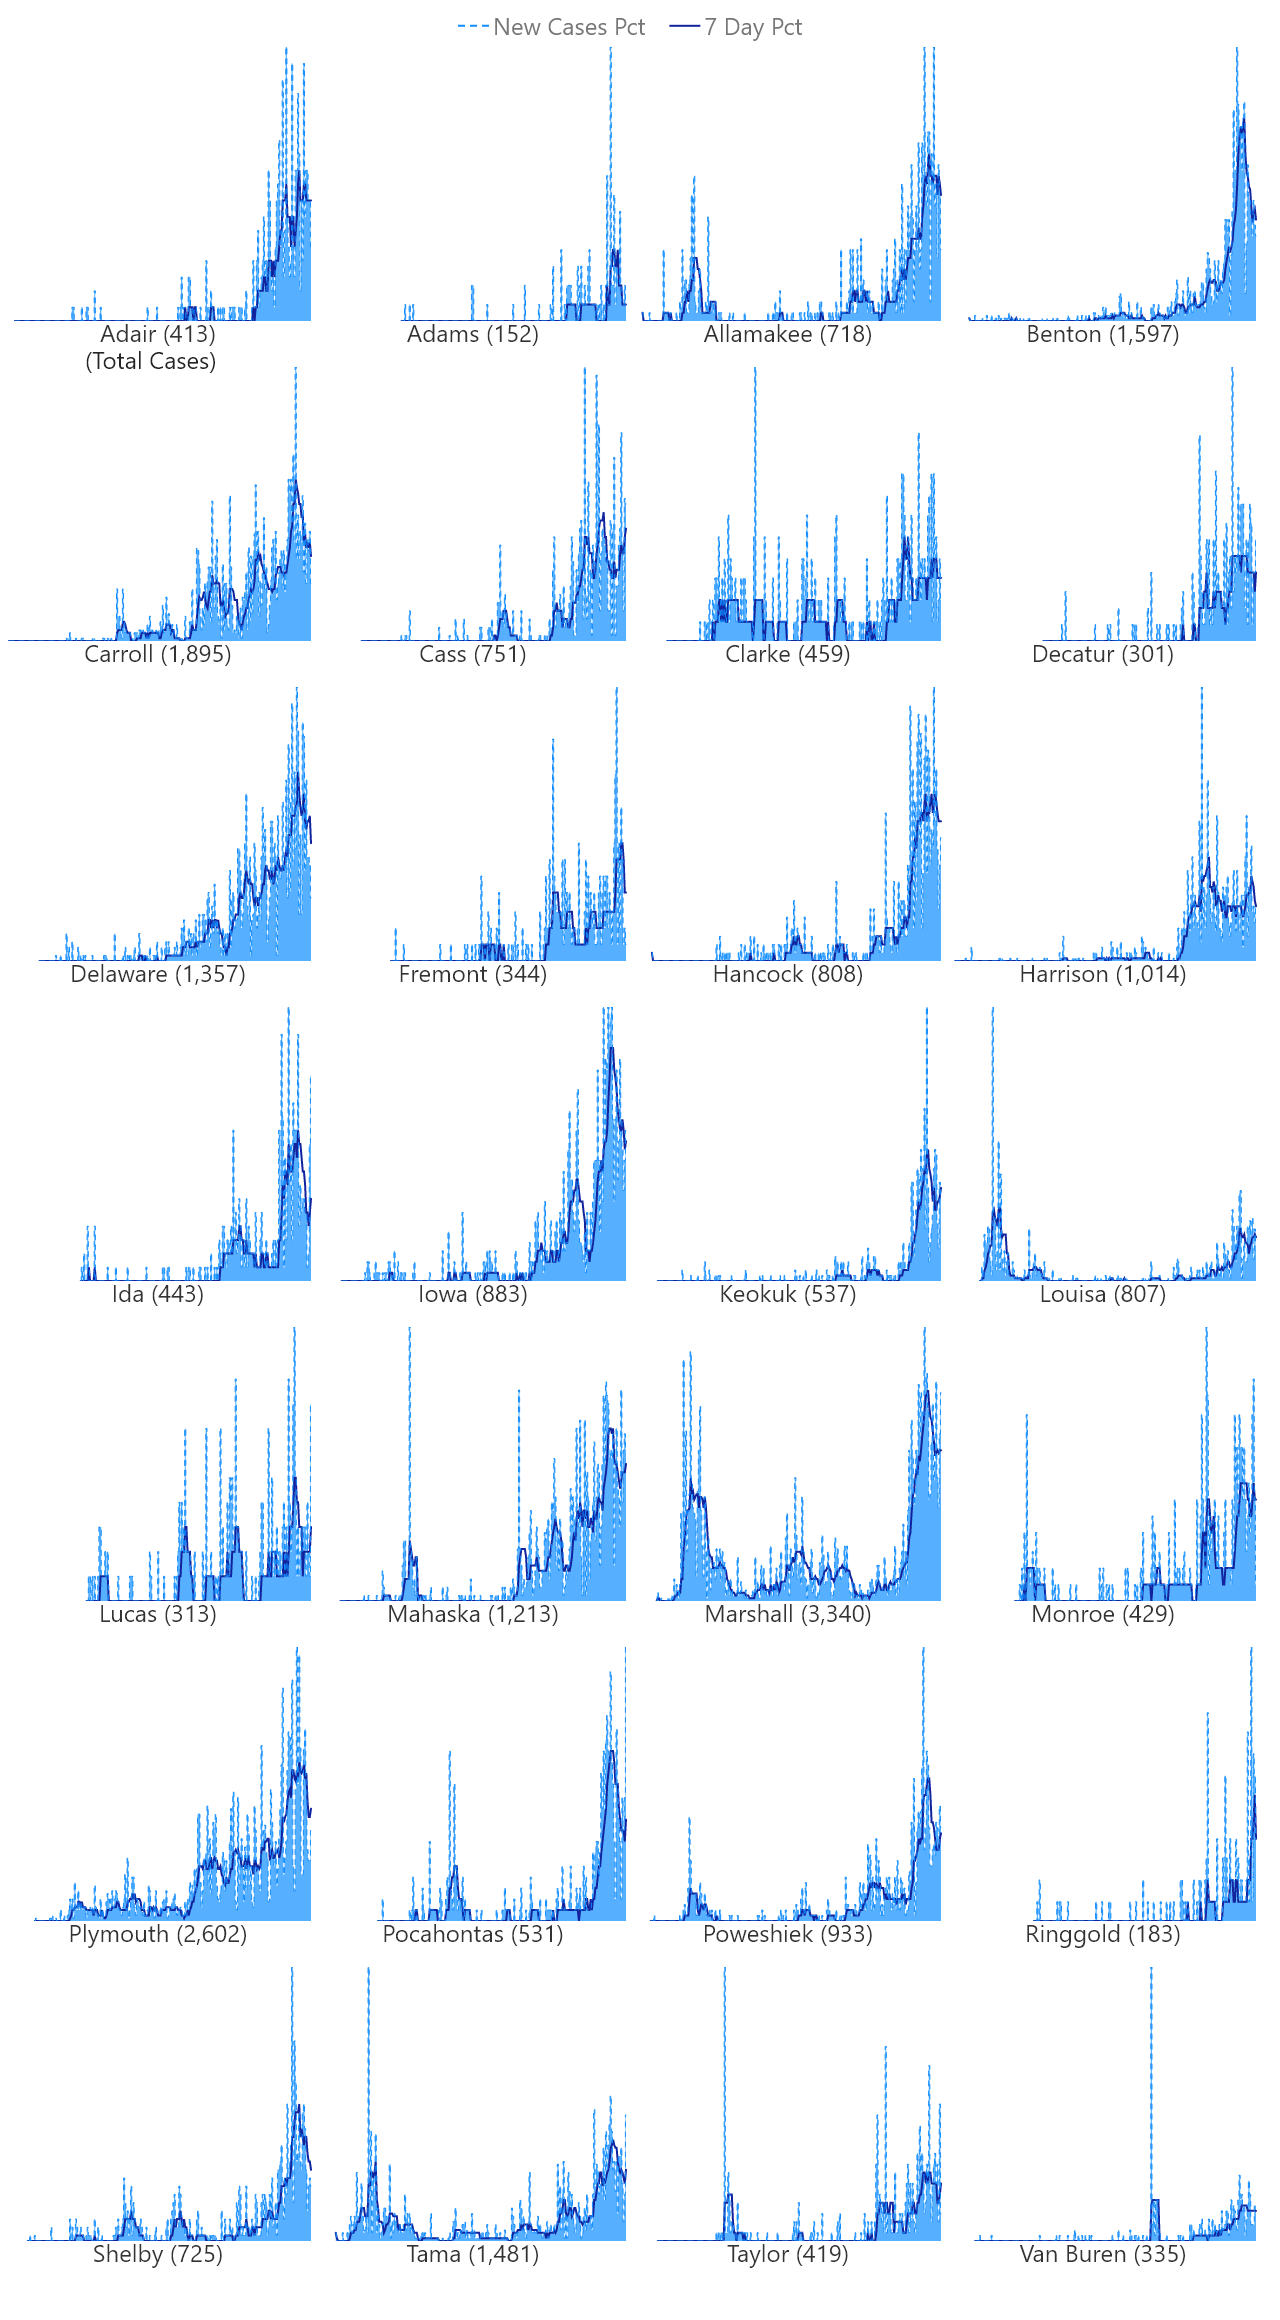 New Cases Pct 7 Day Pct
Adair (413) Adams (152) Allamakee (718) Benton (1,597)
(Total Cases)
Carroll (1,895) Cass (751) Clarke (459) Decatur (301)
Delaware (1,357) Fremont (344) Hancock (808) Harrison (1,014)
Ida (443) Iowa (883) Keokuk (537) Louisa (807)
Lucas (313) Mahaska (1,213) Marshall (3,340) Monroe (429)
Plymouth (2,602) Pocahontas (531) Poweshiek (933) Ringgold (183)
Shelby (725) Tama (1,481) Taylor (419) Van Buren (335)